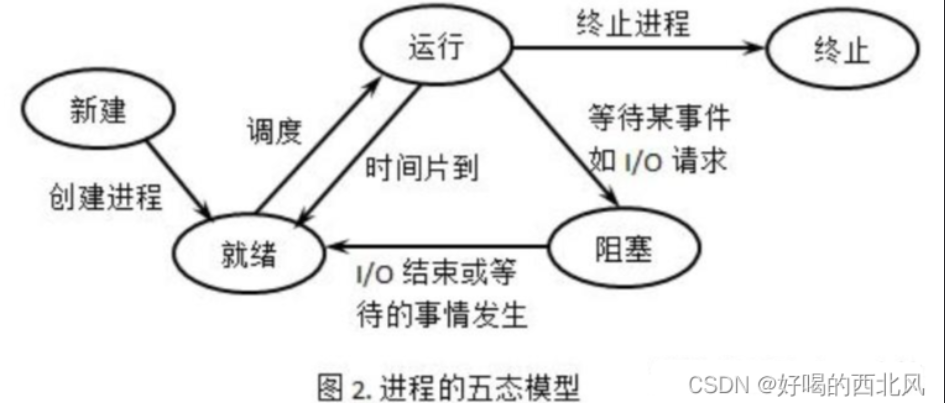 运行
终止进程
终止
新建
调度
等待某事件
如 I/O 请求
时间片到
创建进程
就绪
阻塞
I/O 结束或等
待的事情发生
图 2. 进程的五态模型
CSDN @好喝的西北风